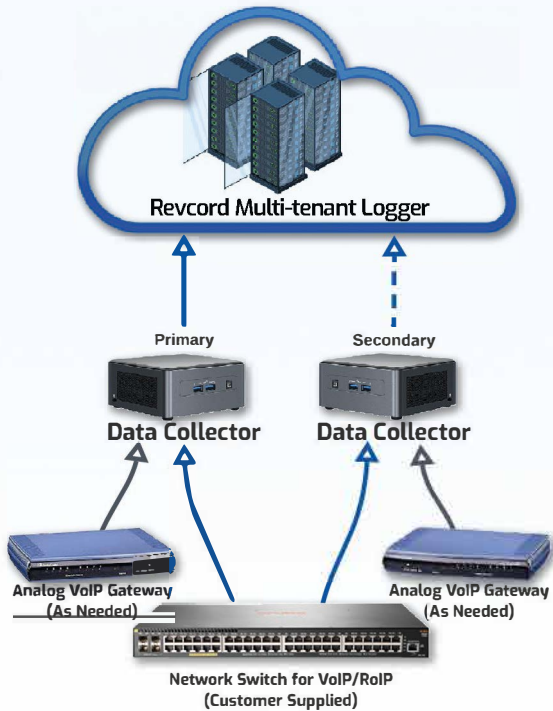 Revcord Multi-tenant Logger
Primary
Secondary
Data Collector
Data Collector
Analog VoIP Gateway
(As Needed)
Analog VoIP Gateway
(As Needed)
Network Switch for VoIP/RoIP
(Customer Supplied)